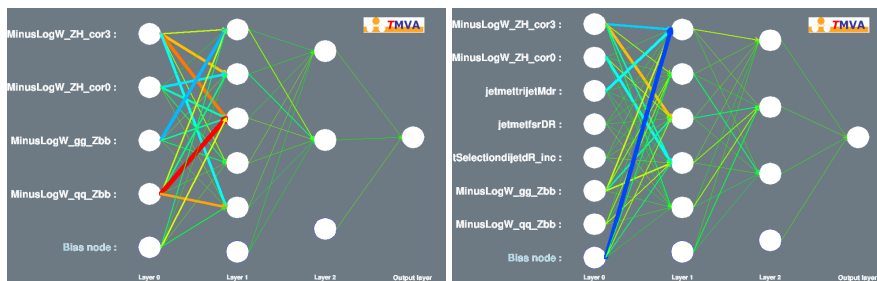 MinusLogW_ZH_cor3 :
MinusLogW_ZH_cor0 :
MinusLogW_gg_Zbb :
MinusLogW_qq_Zbb :
Bias node :
Layer 0
Layer 1
Layer 2
Output layer
TMVA
MinusLogW_ZH_cor3 :
MinusLogW_ZH_cor0 :
jetmettrijetMdr :
jetmetfsrDR :
tSelectiondijetdR_inc :
MinusLogW_gg_Zbb :
MinusLogW_qq_Zbb :
Bias node :
Layer 0
Layer 1
Layer 2
Output layer
TMVA